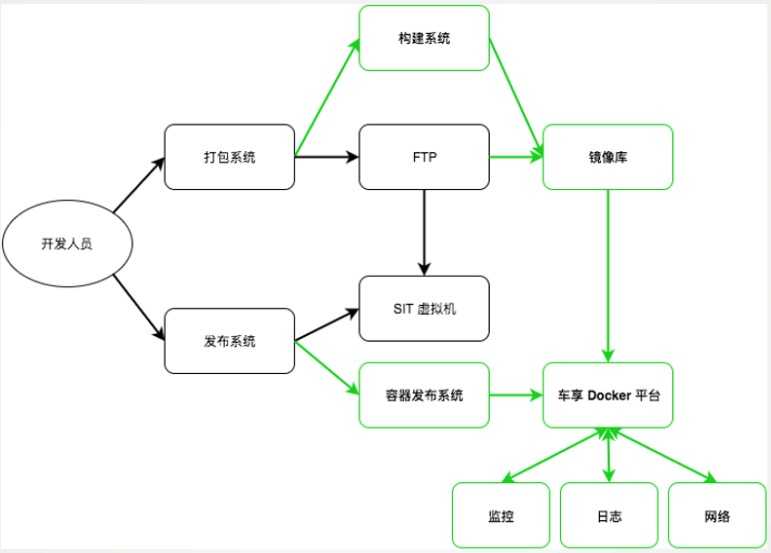 构建系统
打包系统
FTP
镜像库
开发人员
SIT 虚拟机
发布系统
容器发布系统
车享 Docker 平台
监控
日志
网络